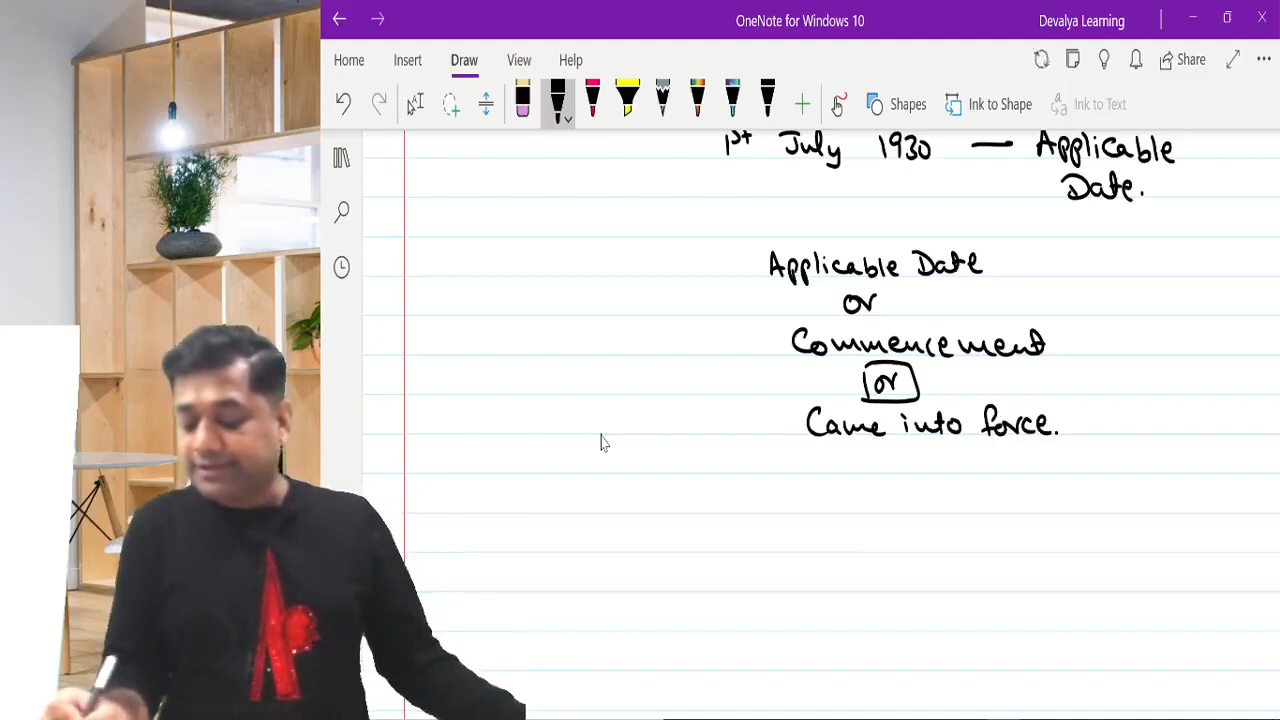 OneNote for Windows 10
Devalya Learning
Home Insert Draw View Help
Share
Shapes Ink to Shape Ink to Text
1st July 1930 — Applicable
Date.
Applicable Date
or
Commencement
or
Came into force.